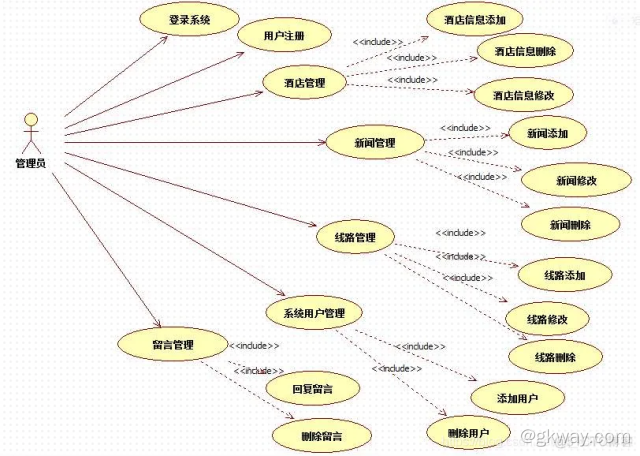 登录系统
用户注册
酒店管理
<<include>>
酒店信息添加
<<include>>
酒店信息删除
<<include>>
酒店信息修改
管理员
新闻管理
<<include>>
新闻添加
<<include>>
新闻修改
<<include>>
新闻删除
线路管理
<<include>>
<<include>>
线路添加
<<include>>
线路修改
线路删除
系统用户管理
<<include>>
添加用户
<<include>>
删除用户
留言管理
<<include>>
回复留言
<<include>>
删除留言
@gkway.com